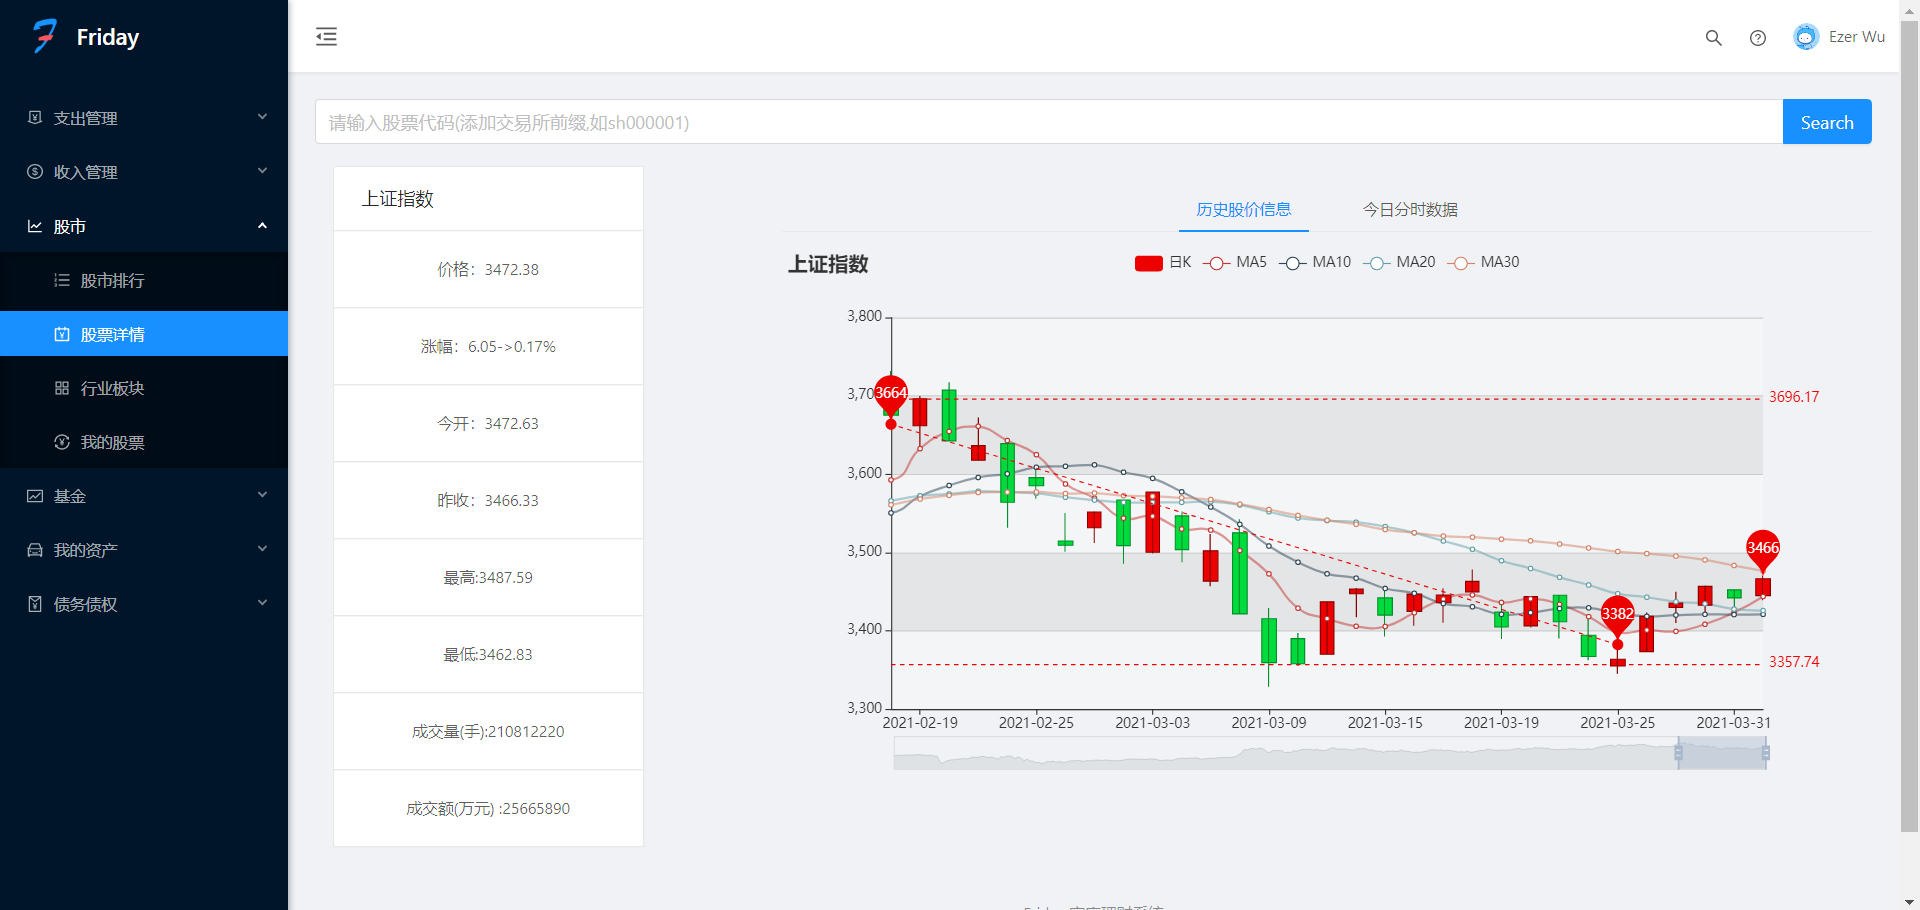 Friday
Ezer Wu
支出管理
收入管理
股市
股市排行
股票详情
行业板块
我的股票
基金
我的资产
债务债权
请输入股票代码(添加交易所前缀,如sh000001)
Search
上证指数
价格：3472.38
涨幅：6.05->0.17%
今开：3472.63
昨收：3466.33
最高:3487.59
最低:3462.83
成交量(手):210812220
成交额(万元) :25665890
历史股价信息
今日分时数据
上证指数
日K MA5 MA10 MA20 MA30
3,800
3,700
3,600
3,500
3,400
3,300
3664
3696.17
3466
3382
3357.74
2021-02-19 2021-02-25 2021-03-03 2021-03-09 2021-03-15 2021-03-19 2021-03-25 2021-03-31